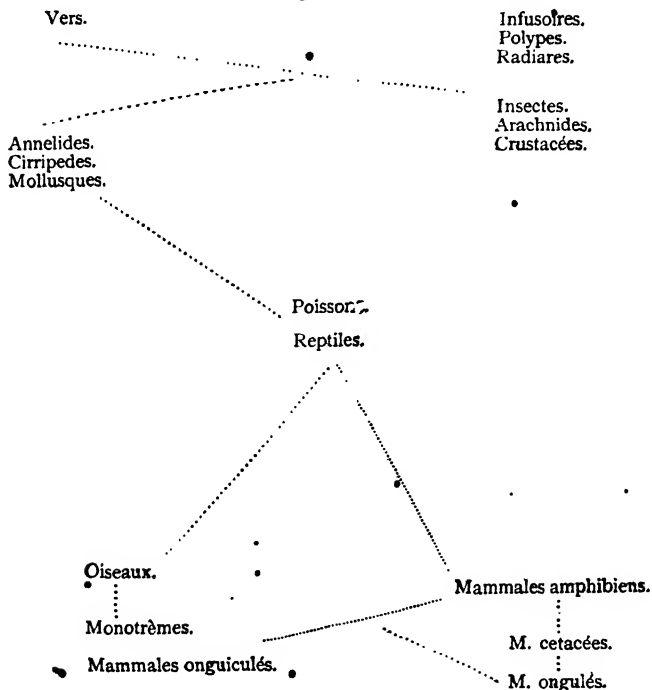 Vers.
Infusoires.
Polypes.
Radiares.
Insectes.
Arachnides.
Crustacées.
Annelides.
Cirripedes.
Mollusques.
Poissons.
Reptiles.
Oiseaux.
Monotrèmes.
Mammales onguiculés.
Mammales amphibiens.
M. cetacées.
M. ongulés.